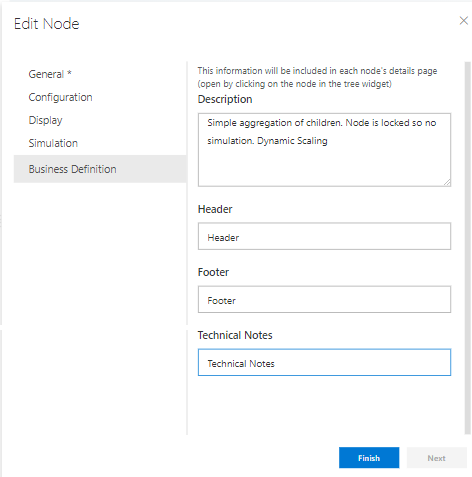 Edit Node
General *
Configuration
Display
Simulation
Business Definition
This information will be included in each node's details page
(open by clicking on the node in the tree widget)
Description
Simple aggregation of children. Node is locked so no
simulation. Dynamic Scaling
Header
Header
Footer
Footer
Technical Notes
Technical Notes
Finish
Next